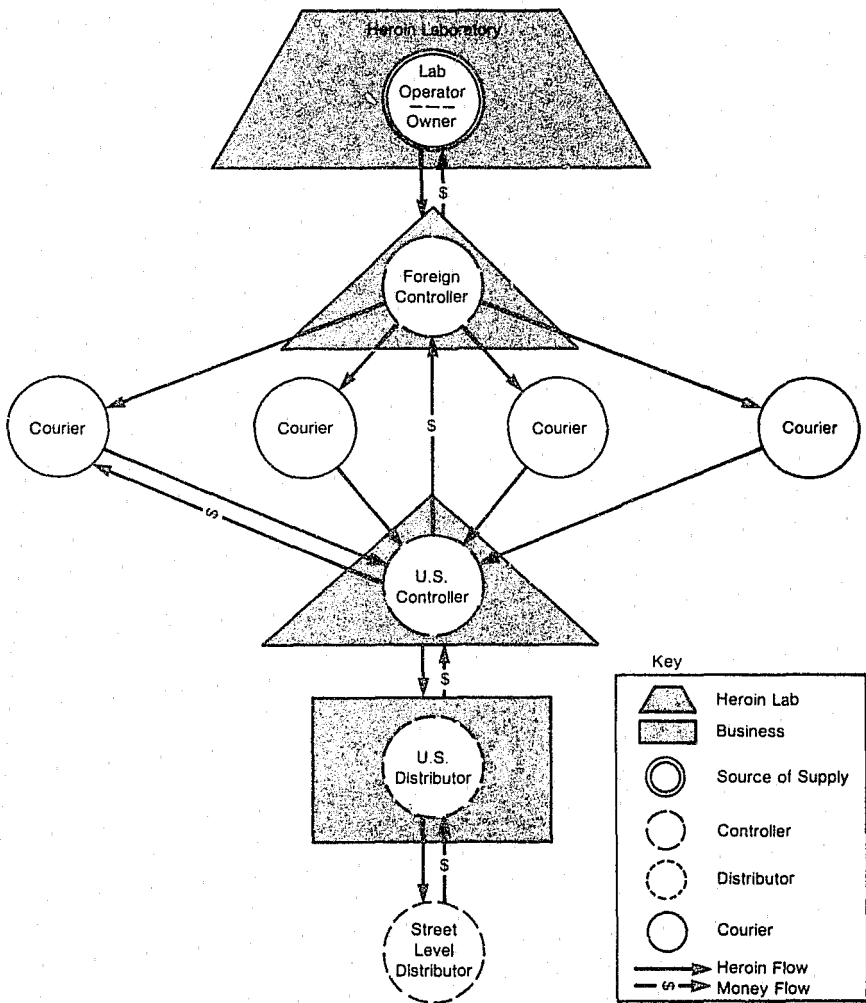 Heroin Laboratory
Lab
Operator
Owner
$
Foreign
Controller
Courier
Courier
Courier
Courier
$
$
U.S.
Controller
$
U.S.
Distributor
$
Street
Level
Distributor
Key
Heroin Lab
Business
Source of Supply
Controller
Distributor
Courier
Heroin Flow
$ Money Flow